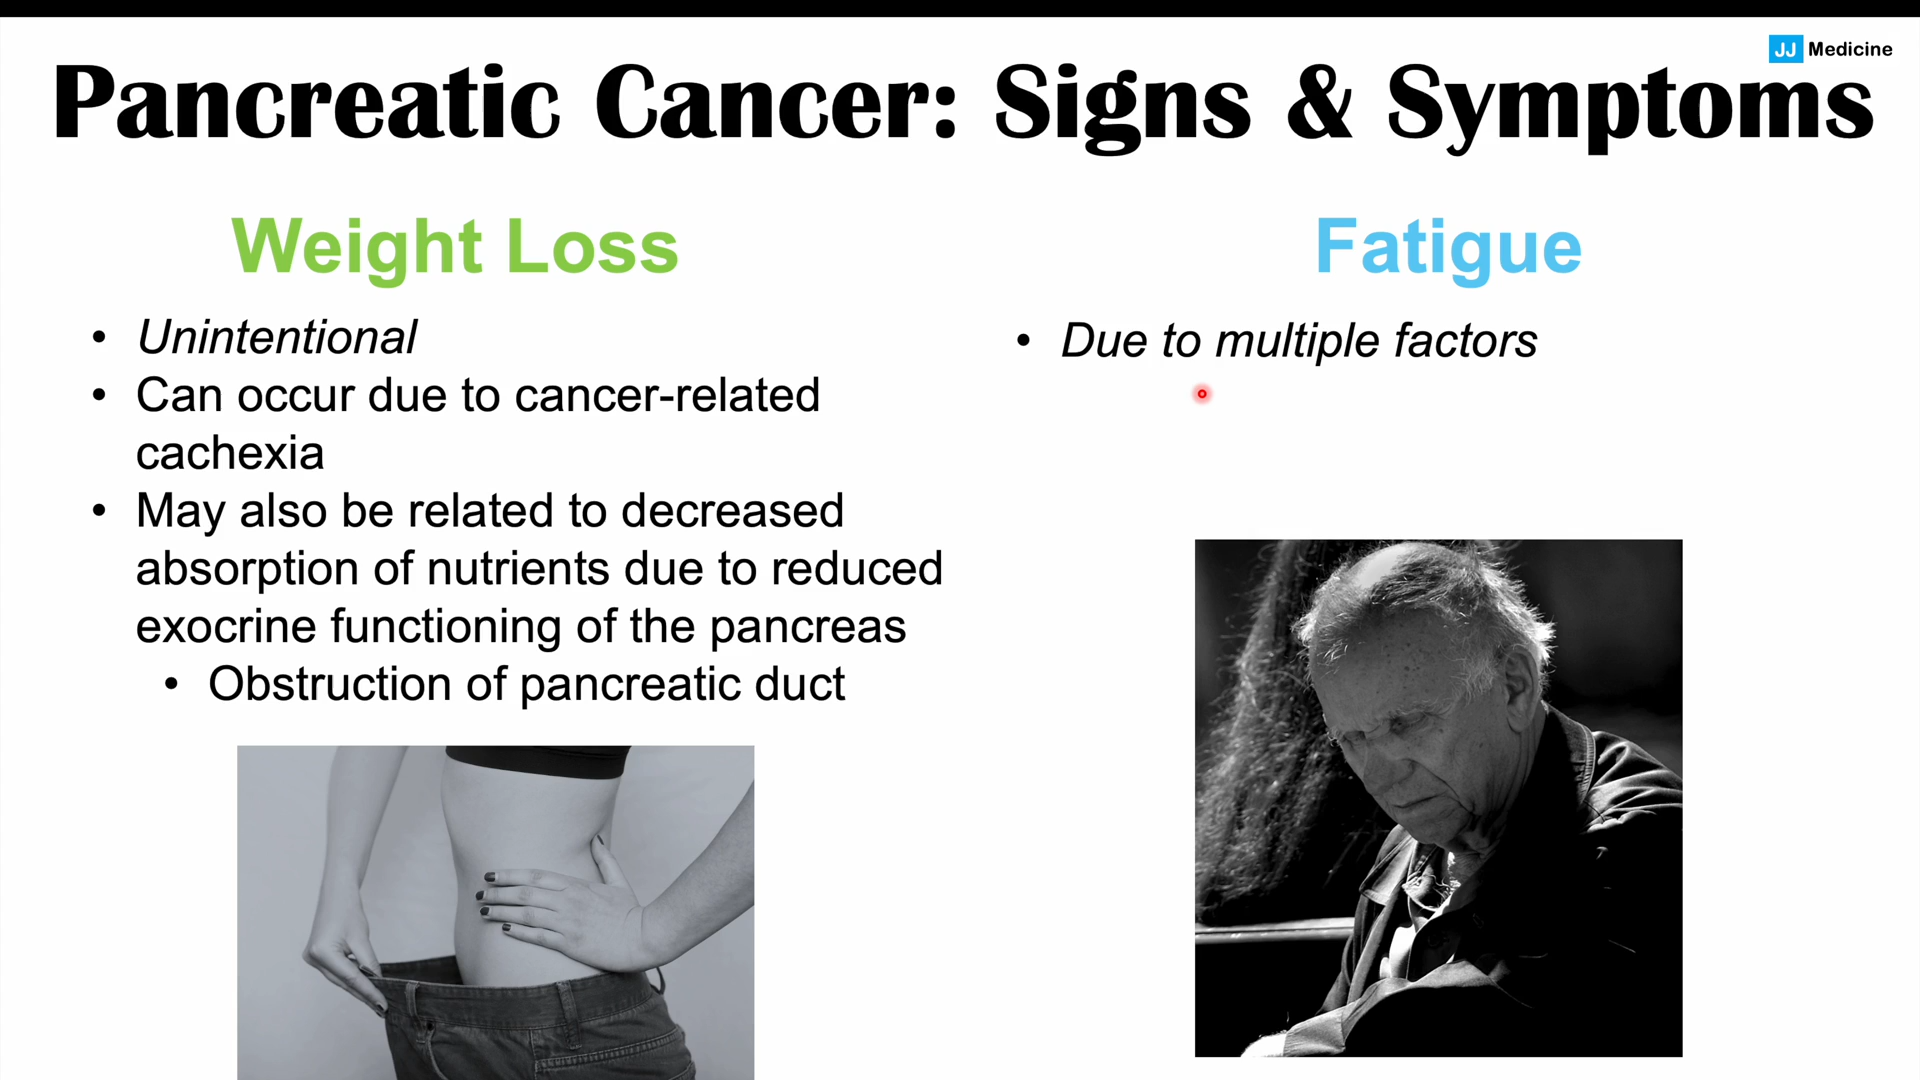 JJ Medicine
Pancreatic Cancer: Signs & Symptoms
Weight Loss
• Unintentional
• Can occur due to cancer-related
cachexia
• May also be related to decreased
absorption of nutrients due to reduced
exocrine functioning of the pancreas
• Obstruction of pancreatic duct
Fatigue
• Due to multiple factors